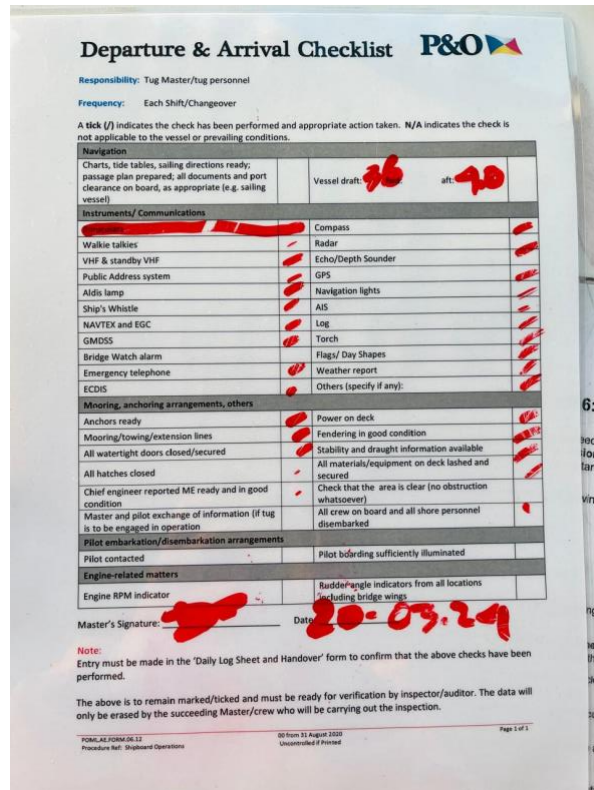 Departure & Arrival Checklist P&O
Responsibility: Tug Master/tug personnel
Frequency: Each Shift/Changeover
A tick (/) indicates the check has been performed and appropriate action taken. N/A indicates the check is
not applicable to the vessel or prevailing conditions.
Navigation
Charts, tide tables, sailing directions ready;
passage plan prepared; all documents and port
clearance on board, as appropriate (e.g. sailing
vessel)
Vessel draft: 36 aft: 40
Instruments/ Communications
Compass
Walkie talkies
Radar
VHF & standby VHF
Echo/Depth Sounder
Public Address system
GPS
Aldis lamp
Navigation lights
Ship's Whistle
AIS
NAVTEX and EGC
Log
GMDSS
Torch
Bridge Watch alarm
Flags/ Day Shapes
Emergency telephone
Weather report
ECDIS
Others (specify if any):
Mooring, anchoring arrangements, others
Anchors ready
Power on deck
Mooring/towing/extension lines
Fendering in good condition
All watertight doors closed/secured
Stability and draught information available
All hatches closed
All materials/equipment on deck lashed and
secured
Chief engineer reported ME ready and in good
condition
Check that the area is clear (no obstruction
whatsoever)
Master and pilot exchange of information (if tug
is to be engaged in operation
All crew on board and all shore personnel
disembarked
Pilot embarkation/disembarkation arrangements
Pilot contacted
Pilot boarding sufficiently illuminated
Engine-related matters
Engine RPM indicator
Rudder angle indicators from all locations
including bridge wings
Master's Signature: Date 20-03.24
Note:
Entry must be made in the 'Daily Log Sheet and Handover' form to confirm that the above checks have been
performed.
The above is to remain marked/ticked and must be ready for verification by inspector/auditor. The data will
only be erased by the succeeding Master/crew who will be carrying out the inspection.
POML.AE.FORM.06.12
Procedure Ref: Shipboard Operations
00 from 31 August 2020
Uncontrolled if Printed
Page 1 of 1